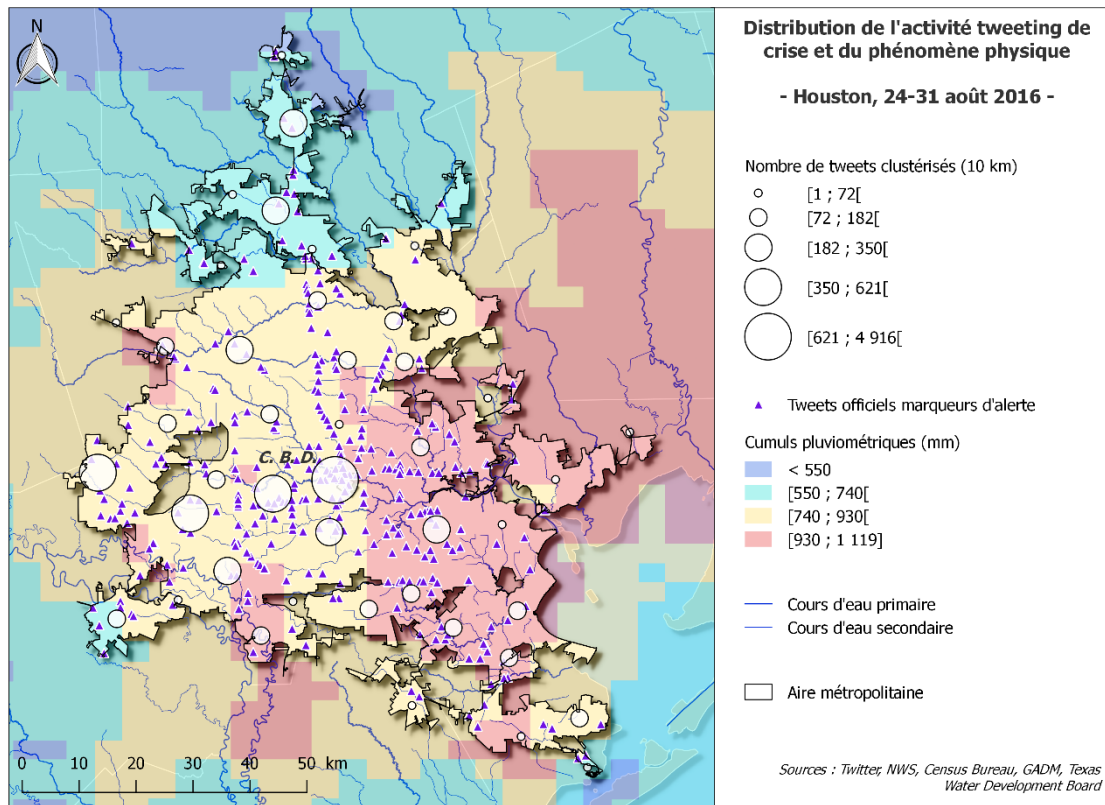 N
C. B. D.
0 10 20 30 40 50 km
Distribution de l'activité tweeting de
crise et du phénomène physique
- Houston, 24-31 août 2016 -
Nombre de tweets clustérisés (10 km)
[1 ; 72[
[72 ; 182[
[182 ; 350[
[350 ; 621[
[621 ; 4 916[
Tweets officiels marqueurs d'alerte
Cumuls pluviométriques (mm)
< 550
[550 ; 740[
[740 ; 930[
[930 ; 1 119]
Cours d'eau primaire
Cours d'eau secondaire
Aire métropolitaine
Sources : Twitter, NWS, Census Bureau, GADM, Texas
Water Development Board